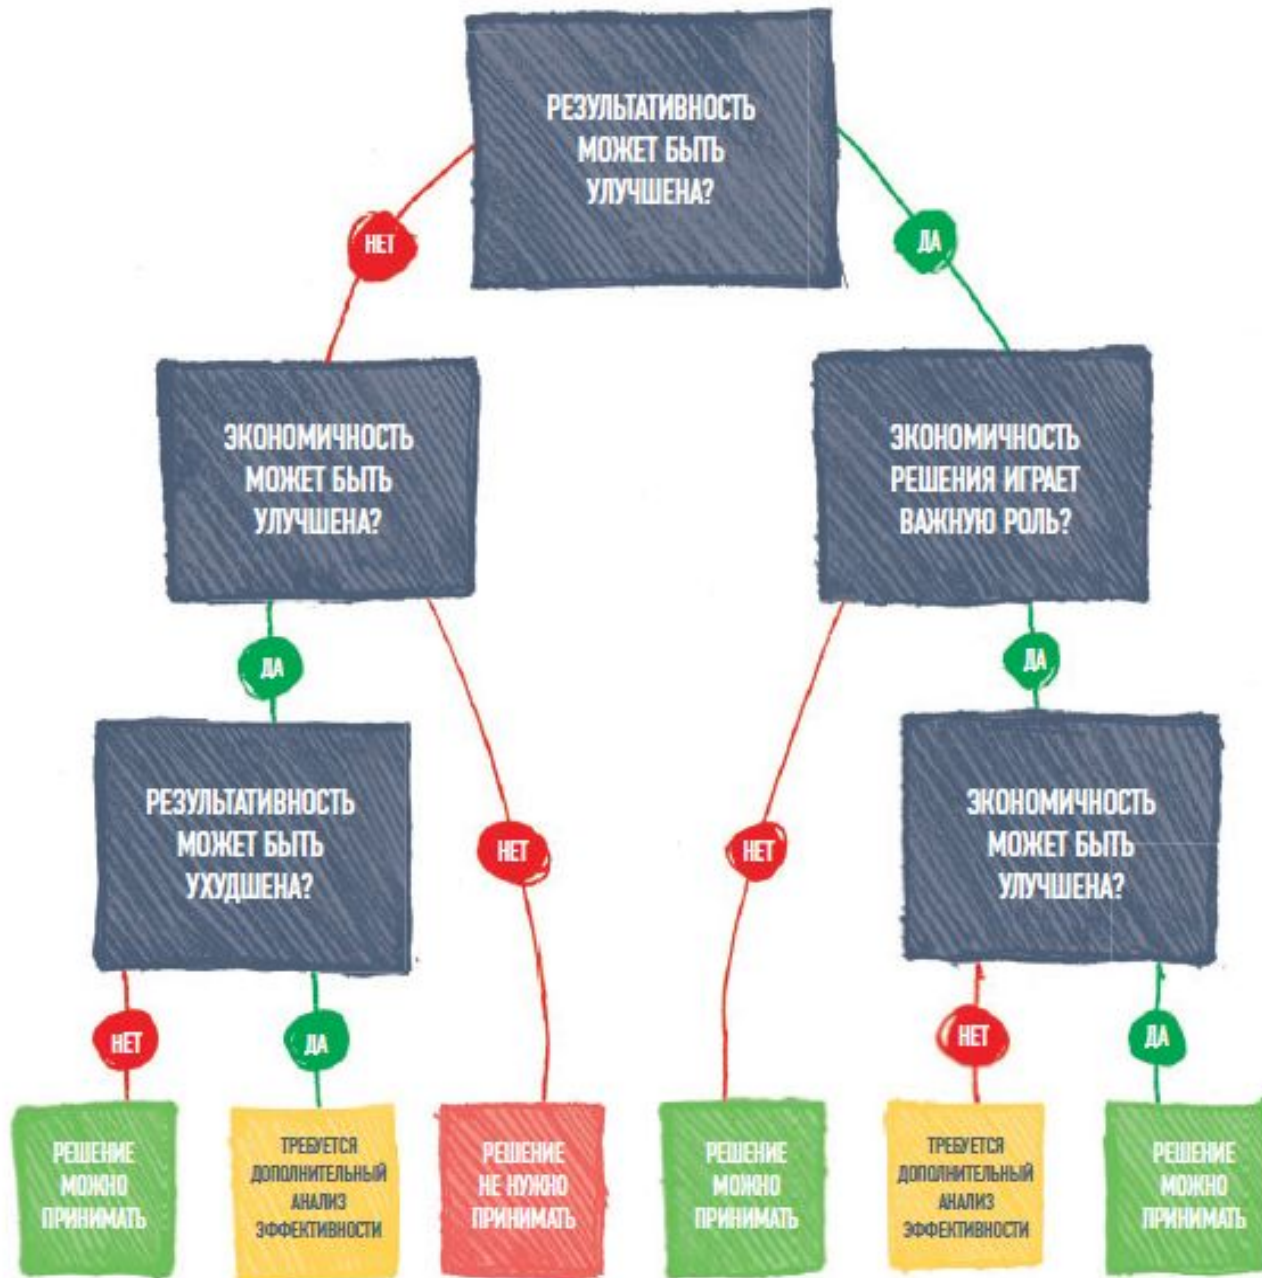 РЕЗУЛЬТАТИВНОСТЬ
МОЖЕТ БЫТЬ
УЛУЧШЕНА?
НЕТ
ДА
ЭКОНОМИЧНОСТЬ
МОЖЕТ БЫТЬ
УЛУЧШЕНА?
ЭКОНОМИЧНОСТЬ
РЕШЕНИЯ ИГРАЕТ
ВАЖНУЮ РОЛЬ?
ДА
ДА
РЕЗУЛЬТАТИВНОСТЬ
МОЖЕТ БЫТЬ
УХУДШЕНА?
НЕТ
НЕТ
ЭКОНОМИЧНОСТЬ
МОЖЕТ БЫТЬ
УЛУЧШЕНА?
НЕТ
ДА
НЕТ
ДА
РЕШЕНИЕ
МОЖНО
ПРИНИМАТЬ
ТРЕБУЕТСЯ
ДОПОЛНИТЕЛЬНЫЙ
АНАЛИЗ
ЭФФЕКТИВНОСТИ
РЕШЕНИЕ
НЕ НУЖНО
ПРИНИМАТЬ
РЕШЕНИЕ
МОЖНО
ПРИНИМАТЬ
ТРЕБУЕТСЯ
ДОПОЛНИТЕЛЬНЫЙ
АНАЛИЗ
ЭФФЕКТИВНОСТИ
РЕШЕНИЕ
МОЖНО
ПРИНИМАТЬ